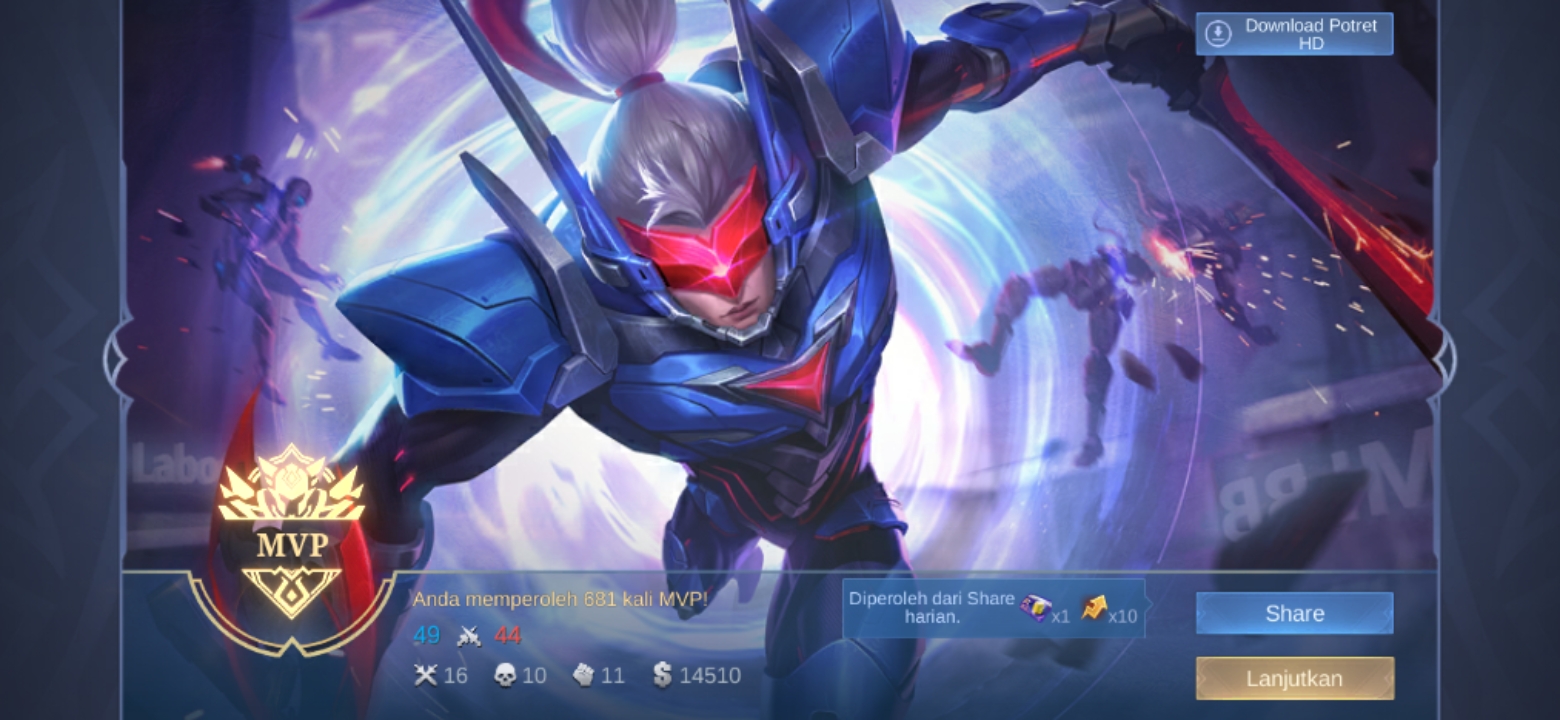 Download Potret
HD
Labo
MVP
Anda memperoleh 681 kali MVP!
49 44
16 10 11 14510
Diperoleh dari Share
harian.
x1 x10
Share
Lanjutkan